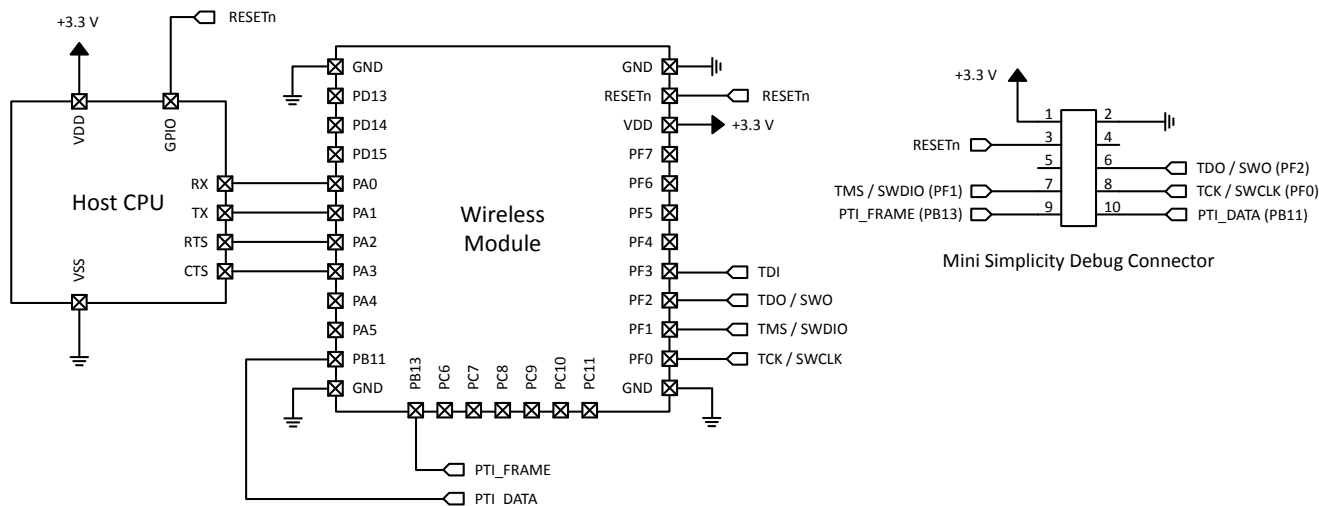 +3.3 V
RESETn
VDD
GPIO
Host CPU
RX
TX
RTS
CTS
VSS
GND
PD13
PD14
PD15
PA0
PA1
PA2
PA3
PA4
PA5
PB11
GND
Wireless
Module
PB13
PC6
PC7
PC8
PC9
PC10
PC11
GND
RESETn
VDD
PF7
PF6
PF5
PF4
PF3
PF2
PF1
PF0
GND
RESETn
+3.3 V
TDI
TDO / SWO
TMS / SWDIO
TCK / SWCLK
PTI_FRAME
PTI DATA
+3.3 V
1 2
RESETn 3 4
5 6 TDO / SWO (PF2)
TMS / SWDIO (PF1) 7 8 TCK / SWCLK (PF0)
PTI_FRAME (PB13) 9 10 PTI_DATA (PB11)
Mini Simplicity Debug Connector